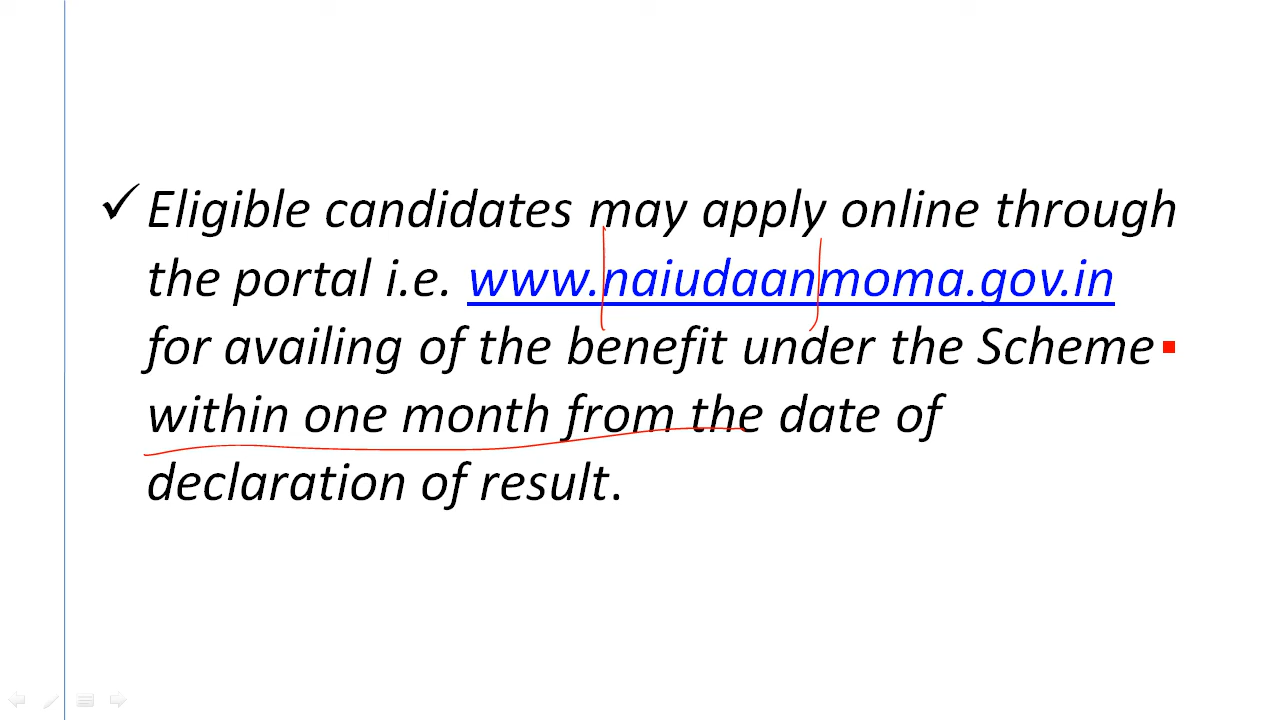 ✓ Eligible candidates may apply online through
the portal i.e. www.naiudaanmoma.gov.in
for availing of the benefit under the Scheme
within one month from the date of
declaration of result.